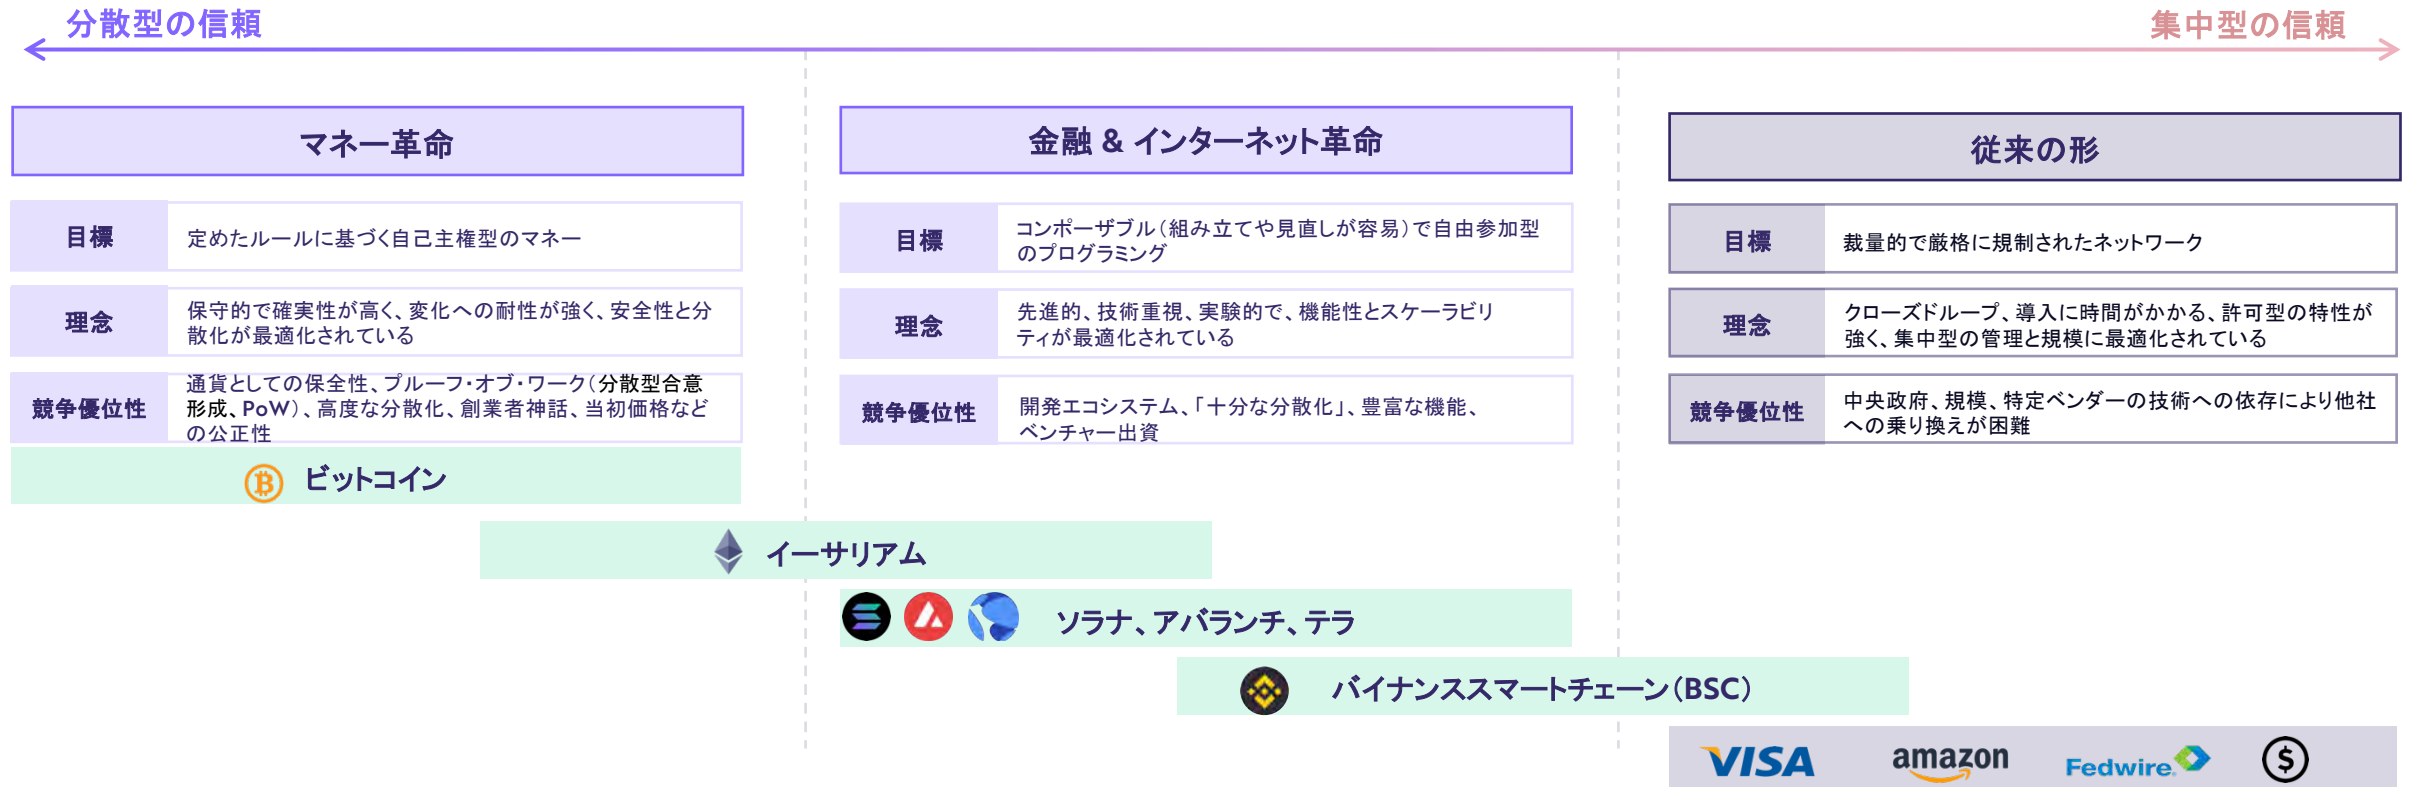 分散型の信頼
集中型の信頼
マネー革命
目標
定めたルールに基づく自己主権型のマネー
理念
保守的で確実性が高く、変化への耐性が強く、安全性と分
散化が最適化されている
競争優位性
通貨としての保全性、プルーフ・オブ・ワーク（分散型合意
形成、PoW）、高度な分散化、創業者神話、当初価格など
の公正性
金融 & インターネット革命
目標
コンポーザブル（組み立てや見直しが容易）で自由参加型
のプログラミング
理念
先進的、技術重視、実験的で、機能性とスケーラビリ
ティが最適化されている
競争優位性
開発エコシステム、「十分な分散化」、豊富な機能、
ベンチャー出資
従来の形
目標
裁量的で厳格に規制されたネットワーク
理念
クローズドループ、導入に時間がかかる、許可型の特性が
強く、集中型の管理と規模に最適化されている
競争優位性
中央政府、規模、特定ベンダーの技術への依存により他社
への乗り換えが困難
ビットコイン
イーサリアム
ソラナ、アバランチ、テラ
バイナンススマートチェーン（BSC）
VISA
amazon
Fedwire
$